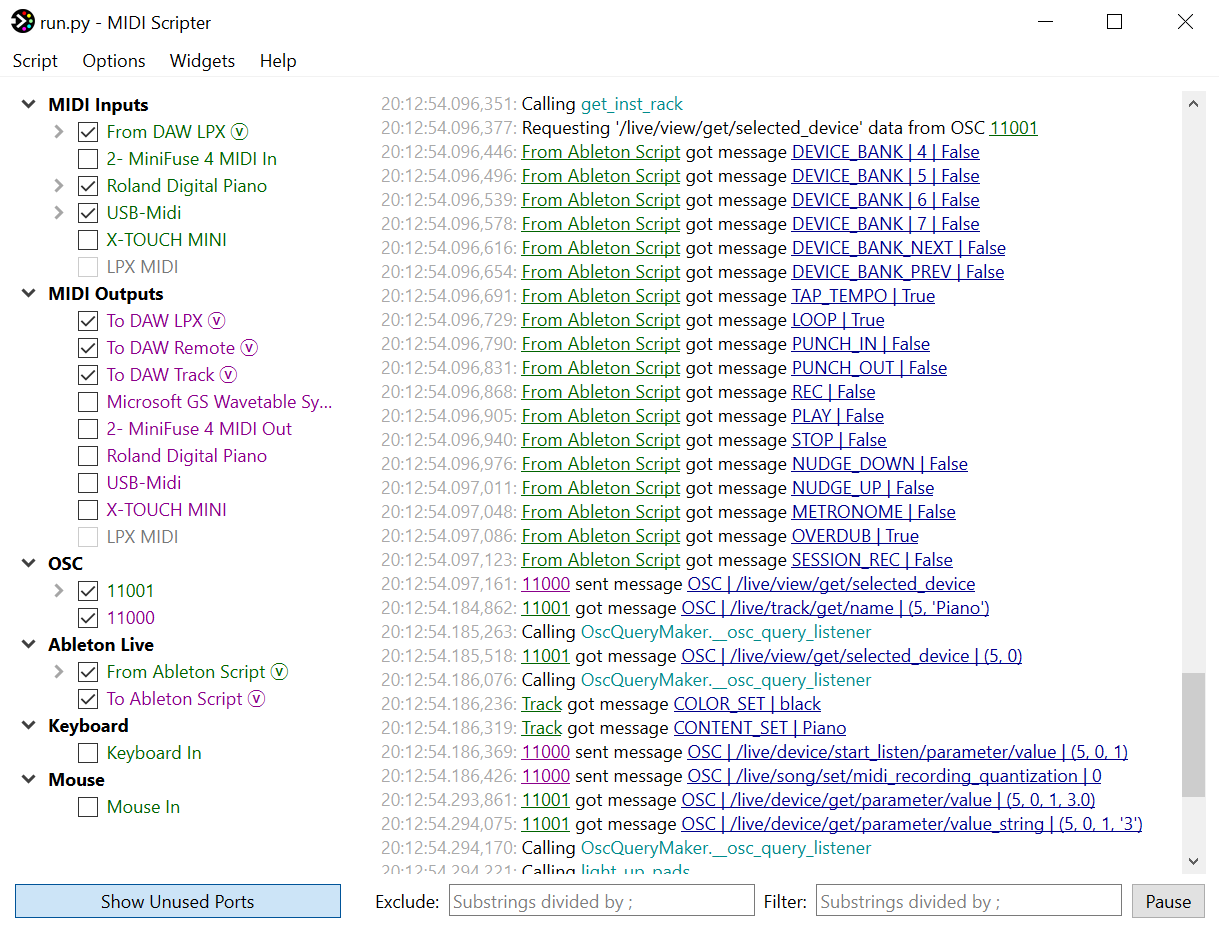 run.py - MIDI Scripter
Script Options Widgets Help
MIDI Inputs
From DAW LPX ⓥ
2- MiniFuse 4 MIDI In
Roland Digital Piano
USB-Midi
X-TOUCH MINI
LPX MIDI
MIDI Outputs
To DAW LPX ⓥ
To DAW Remote ⓥ
To DAW Track ⓥ
Microsoft GS Wavetable Sy...
2- MiniFuse 4 MIDI Out
Roland Digital Piano
USB-Midi
X-TOUCH MINI
LPX MIDI
OSC
11001
11000
Ableton Live
From Ableton Script ⓥ
To Ableton Script ⓥ
Keyboard
Keyboard In
Mouse
Mouse In
Show Unused Ports
20:12:54.096,351: Calling get_inst_rack
20:12:54.096,377: Requesting '/live/view/get/selected_device' data from OSC 11001
20:12:54.096,446: From Ableton Script got message DEVICE_BANK | 4 | False
20:12:54.096,496: From Ableton Script got message DEVICE_BANK | 5 | False
20:12:54.096,539: From Ableton Script got message DEVICE_BANK | 6 | False
20:12:54.096,578: From Ableton Script got message DEVICE_BANK | 7 | False
20:12:54.096,616: From Ableton Script got message DEVICE_BANK_NEXT | False
20:12:54.096,654: From Ableton Script got message DEVICE_BANK_PREV | False
20:12:54.096,691: From Ableton Script got message TAP_TEMPO | True
20:12:54.096,729: From Ableton Script got message LOOP | True
20:12:54.096,790: From Ableton Script got message PUNCH_IN | False
20:12:54.096,831: From Ableton Script got message PUNCH_OUT | False
20:12:54.096,868: From Ableton Script got message REC | False
20:12:54.096,905: From Ableton Script got message PLAY | False
20:12:54.096,940: From Ableton Script got message STOP | False
20:12:54.096,976: From Ableton Script got message NUDGE_DOWN | False
20:12:54.097,011: From Ableton Script got message NUDGE_UP | False
20:12:54.097,048: From Ableton Script got message METRONOME | False
20:12:54.097,086: From Ableton Script got message OVERDUB | True
20:12:54.097,123: From Ableton Script got message SESSION_REC | False
20:12:54.097,161: 11000 sent message OSC | /live/view/get/selected_device
20:12:54.184,862: 11001 got message OSC | /live/track/get/name | (5, 'Piano')
20:12:54.185,263: Calling OscQueryMaker.__osc_query_listener
20:12:54.185,518: 11001 got message OSC | /live/view/get/selected_device | (5, 0)
20:12:54.186,076: Calling OscQueryMaker.__osc_query_listener
20:12:54.186,236: Track got message COLOR_SET | black
20:12:54.186,319: Track got message CONTENT_SET | Piano
20:12:54.186,369: 11000 sent message OSC | /live/device/start_listen/parameter/value | (5, 0, 1)
20:12:54.186,426: 11000 sent message OSC | /live/song/set/midi_recording_quantization | 0
20:12:54.293,861: 11001 got message OSC | /live/device/get/parameter/value | (5, 0, 1, 3.0)
20:12:54.294,075: 11001 got message OSC | /live/device/get/parameter/value_string | (5, 0, 1, '3')
20:12:54.294,170: Calling OscQueryMaker.__osc_query_listener
20:12:54.294,221: Calling light_up_pads
Exclude: Substrings divided by ; Filter: Substrings divided by ; Pause